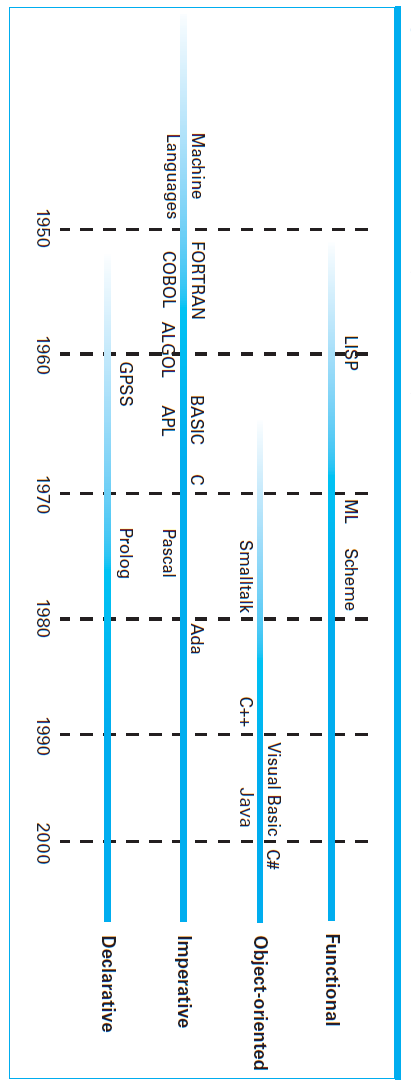 LISP ML Scheme
Functional
Visual Basic C#
Smalltalk C++ Java
Object-oriented
Machine FORTRAN BASIC C Ada
Languages COBOL ALGOL APL Pascal
Imperative
GPSS Prolog
Declarative
1950 1960 1970 1980 1990 2000